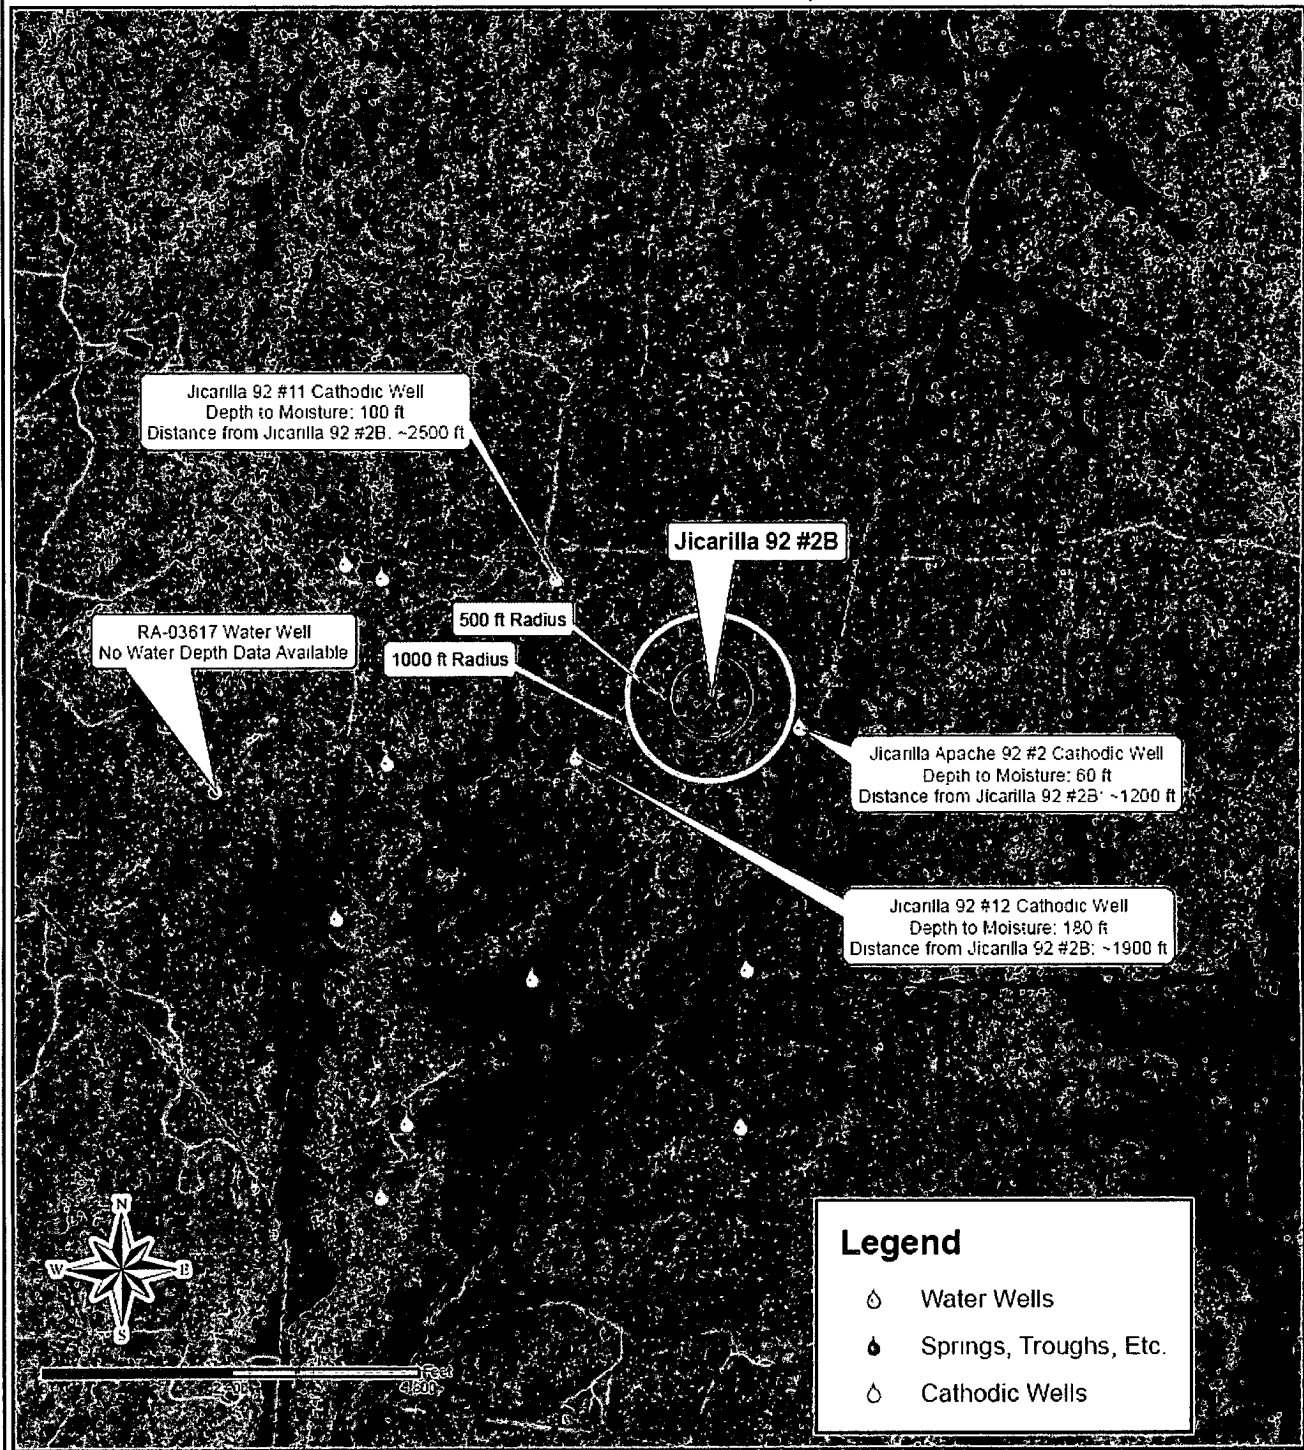 Jicarilla 92 #11 Cathodic Well
Depth to Moisture: 100 ft
Distance from Jicarilla 92 #2B. ~2500 ft
Jicarilla 92 #2B
500 ft Radius
RA-03617 Water Well
No Water Depth Data Available
1000 ft Radius
Jicarilla Apache 92 #2 Cathodic Well
Depth to Moisture: 60 ft
Distance from Jicarilla 92 #2B: ~1200 ft
Jicarilla 92 #12 Cathodic Well
Depth to Moisture: 180 ft
Distance from Jicarilla 92 #2B: ~1900 ft
N
W E
S
Feet
Legend
Water Wells
Springs, Troughs, Etc.
Cathodic Wells